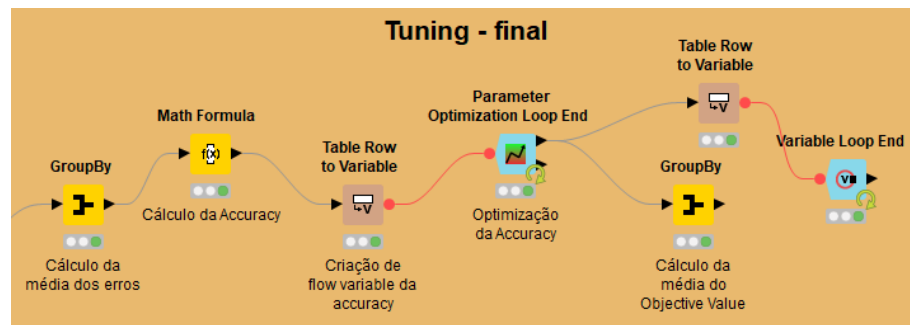 Tuning - final
Table Row
to Variable
Parameter
Optimization Loop End
Math Formula
f(x)
Table Row
to Variable
Variable Loop End
GroupBy
GroupBy
V
V
V
Cálculo da Accuracy
Optimização
da Accuracy
Cálculo da
média dos erros
Criação de
flow variable da
accuracy
Cálculo da
média do
Objective Value